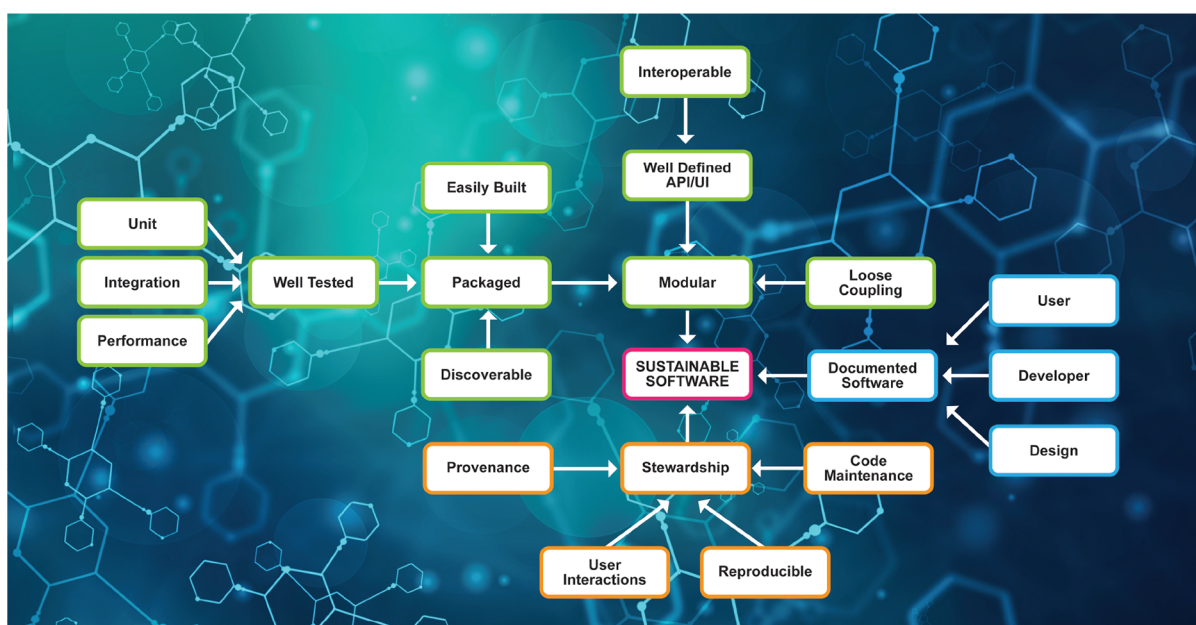 Interoperable
Well Defined
API/UI
Easily Built
Unit
Integration
Well Tested
Packaged
Modular
Loose
Coupling
User
Performance
Discoverable
SUSTAINABLE
SOFTWARE
Documented
Software
Developer
Provenance
Stewardship
Code
Maintenance
Design
User
Interactions
Reproducible